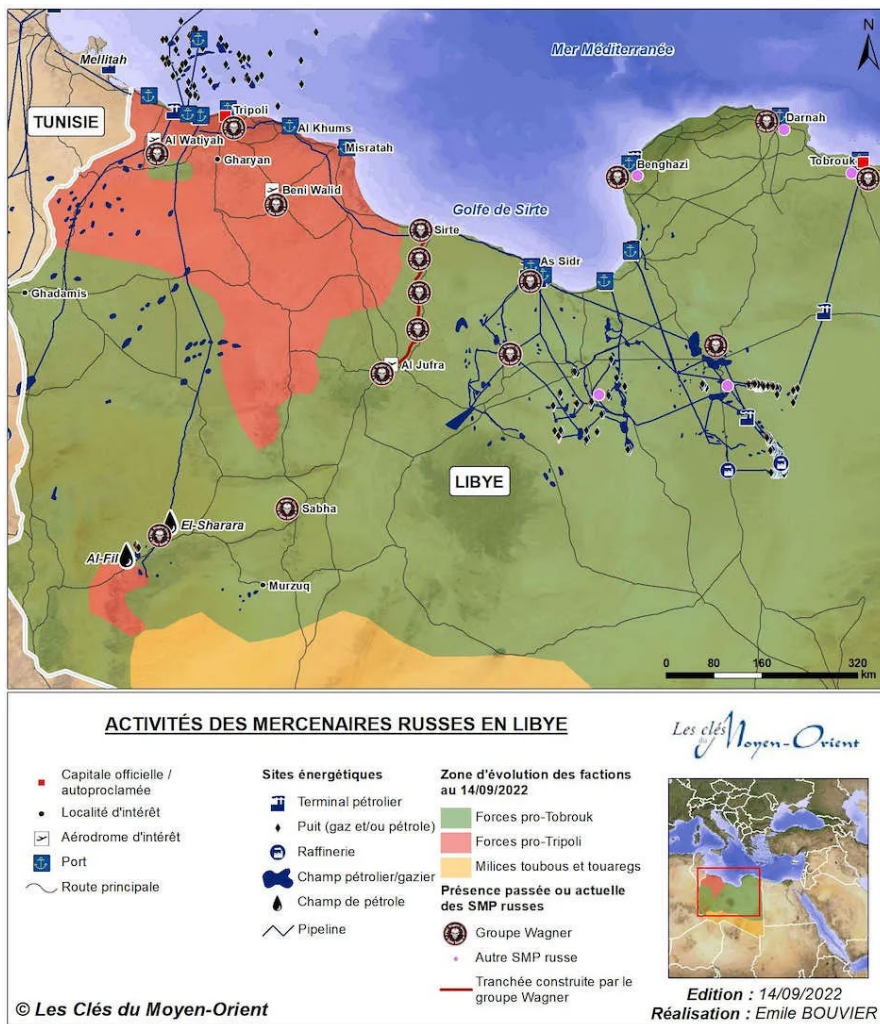 N
Mer Méditerranée
Mellitah
TUNISIE
Tripoli
Al Watiyah
Al Khums
Gharyan
Misratah
Beni Walid
Darnah
Tobrouk
Benghazi
Golfe de Sirte
Sirte
As Sidr
Ghadamis
Al Jufra
LIBYE
Sabha
El-Sharara
Al-Fil
Murzuq
0 80 160 320
km
ACTIVITÉS DES MERCENAIRES RUSSES EN LIBYE
Capitale officielle /
autoproclamée
Localité d'intérêt
Aérodrome d'intérêt
Port
Route principale
Sites énergétiques
Terminal pétrolier
Puit (gaz et/ou pétrole)
Raffinerie
Champ pétrolier/gazier
Champ de pétrole
Pipeline
Zone d'évolution des factions
au 14/09/2022
Forces pro-Tobrouk
Forces pro-Tripoli
Milices toubous et touaregs
Présence passée ou actuelle
des SMP russes
Groupe Wagner
Autre SMP russe
Tranchée construite par le
groupe Wagner
Les clés
du Moyen-Orient
Edition : 14/09/2022
Réalisation : Emile BOUVIER
© Les Clés du Moyen-Orient